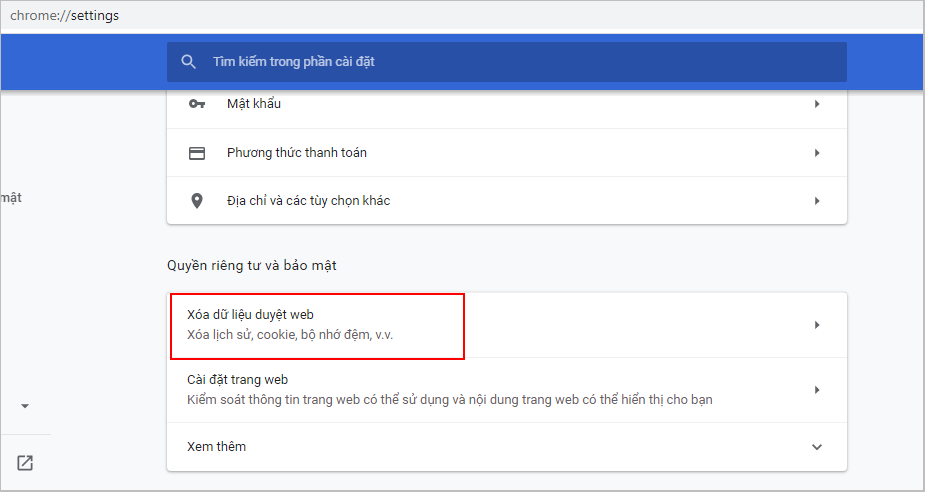 chrome://settings
Tìm kiếm trong phần cài đặt
Mật khẩu
Phương thức thanh toán
mật
Địa chỉ và các tùy chọn khác
Quyền riêng tư và bảo mật
Xóa dữ liệu duyệt web
Xóa lịch sử, cookie, bộ nhớ đệm, v.v.
Cài đặt trang web
Kiểm soát thông tin trang web có thể sử dụng và nội dung trang web có thể hiển thị cho bạn
Xem thêm